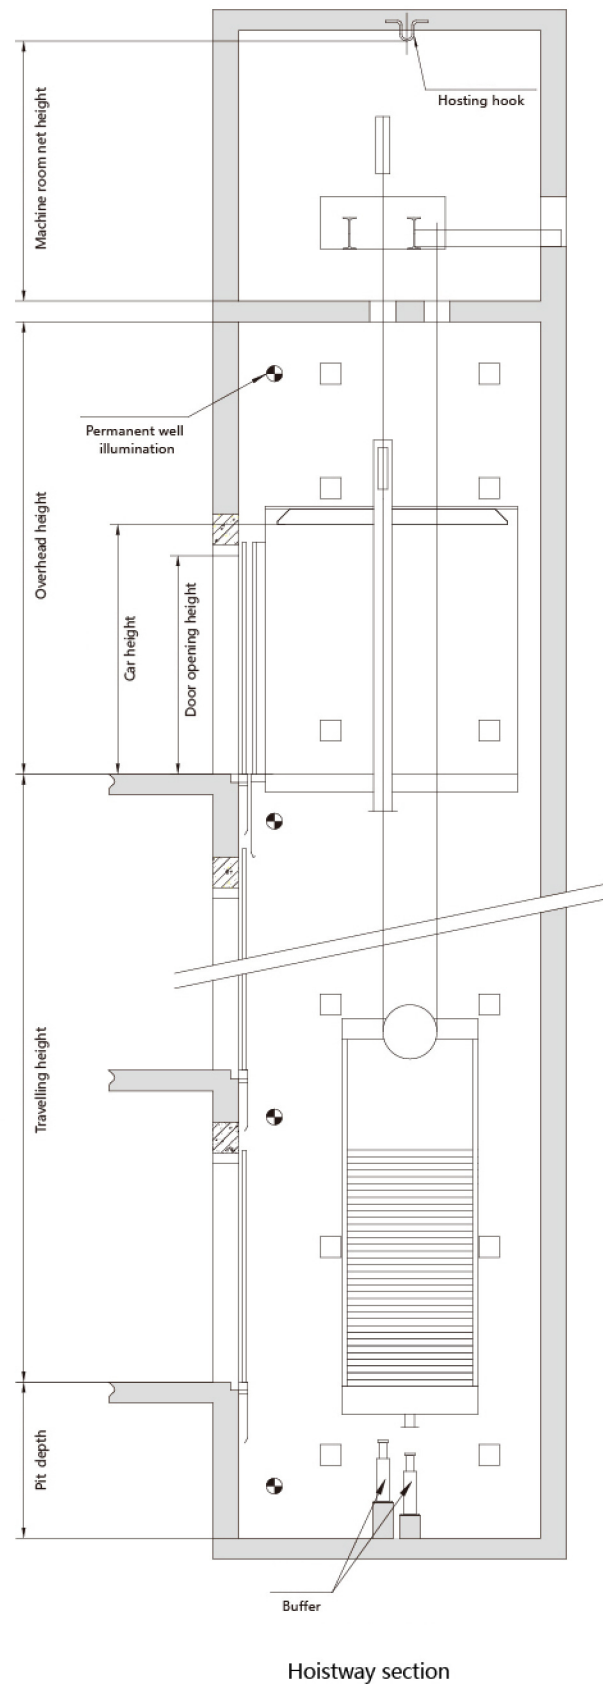 Hosting hook
Machine room net height
Permanent well
illumination
Overhead height
Car height
Door opening height
Travelling height
Pit depth
Buffer
Hoistway section